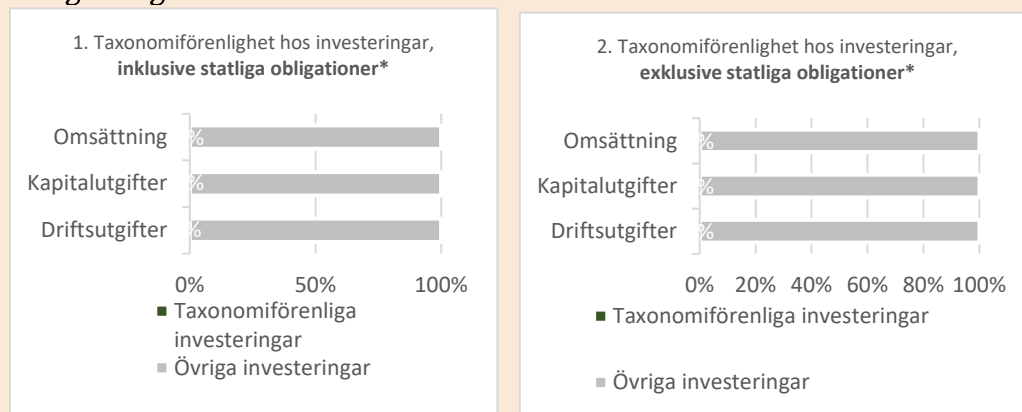 1. Taxonomiförenlighet hos investeringar,
inklusive statliga obligationer*
Omsättning
%
Kapitalutgifter
%
Driftsutgifter
%
0% 50% 100%
Taxonomiförenliga
investeringar
Övriga investeringar
2. Taxonomiförenlighet hos investeringar,
exklusive statliga obligationer*
Omsättning
%
Kapitalutgifter
%
Driftsutgifter
%
0% 20% 40% 60% 80% 100%
Taxonomiförenliga investeringar
Övriga investeringar